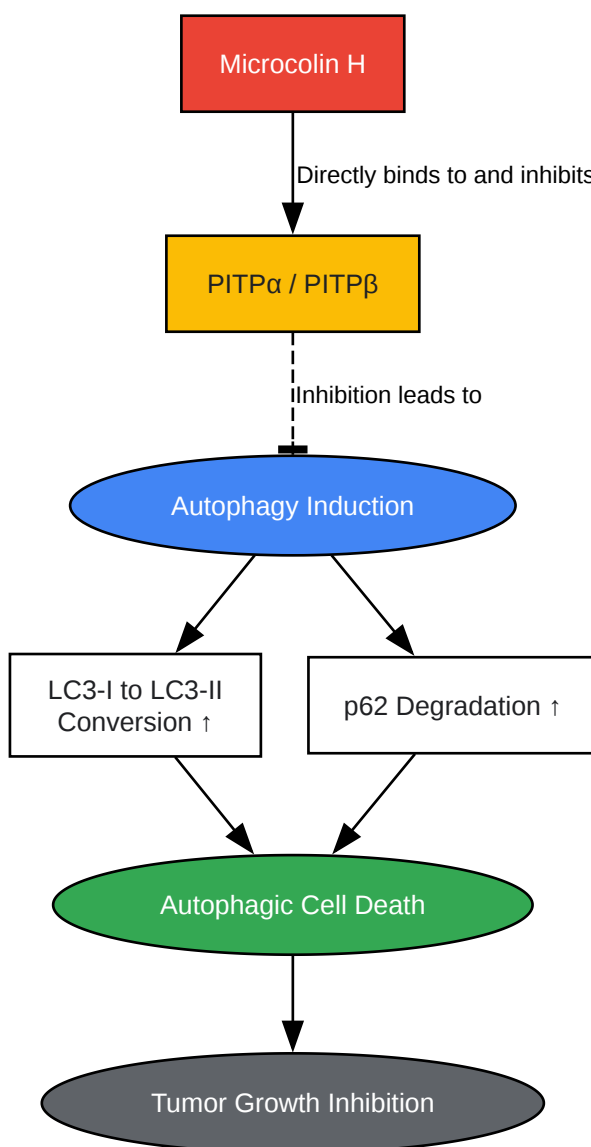 Microcolin H
Directly binds to and inhibits
PITPα / PITPβ
Inhibition leads to
Autophagy Induction
LC3-I to LC3-II
Conversion ↑
p62 Degradation ↑
Autophagic Cell Death
Tumor Growth Inhibition